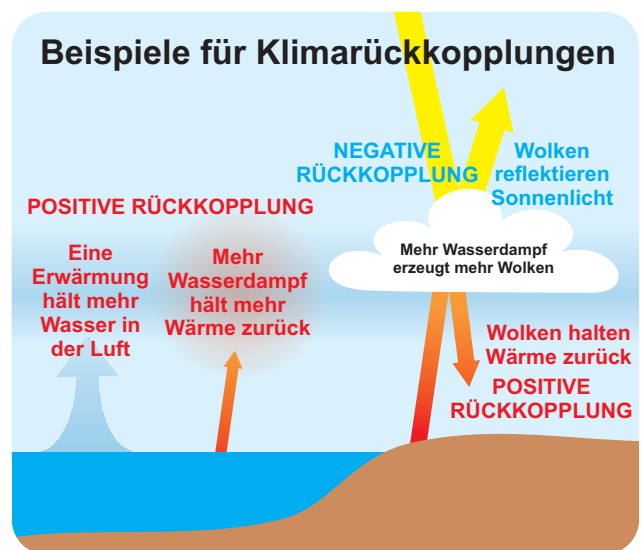 Beispiele für Klimarückkopplungen
POSITIVE RÜCKKOPPLUNG
Eine
Erwärmung
hält mehr
Wasser in
der Luft
Mehr
Wasserdampf
hält mehr
Wärme zurück
NEGATIVE
RÜCKKOPPLUNG
Wolken
reflektieren
Sonnenlicht
Mehr Wasserdampf
erzeugt mehr Wolken
Wolken halten
Wärme zurück
POSITIVE
RÜCKKOPPLUNG